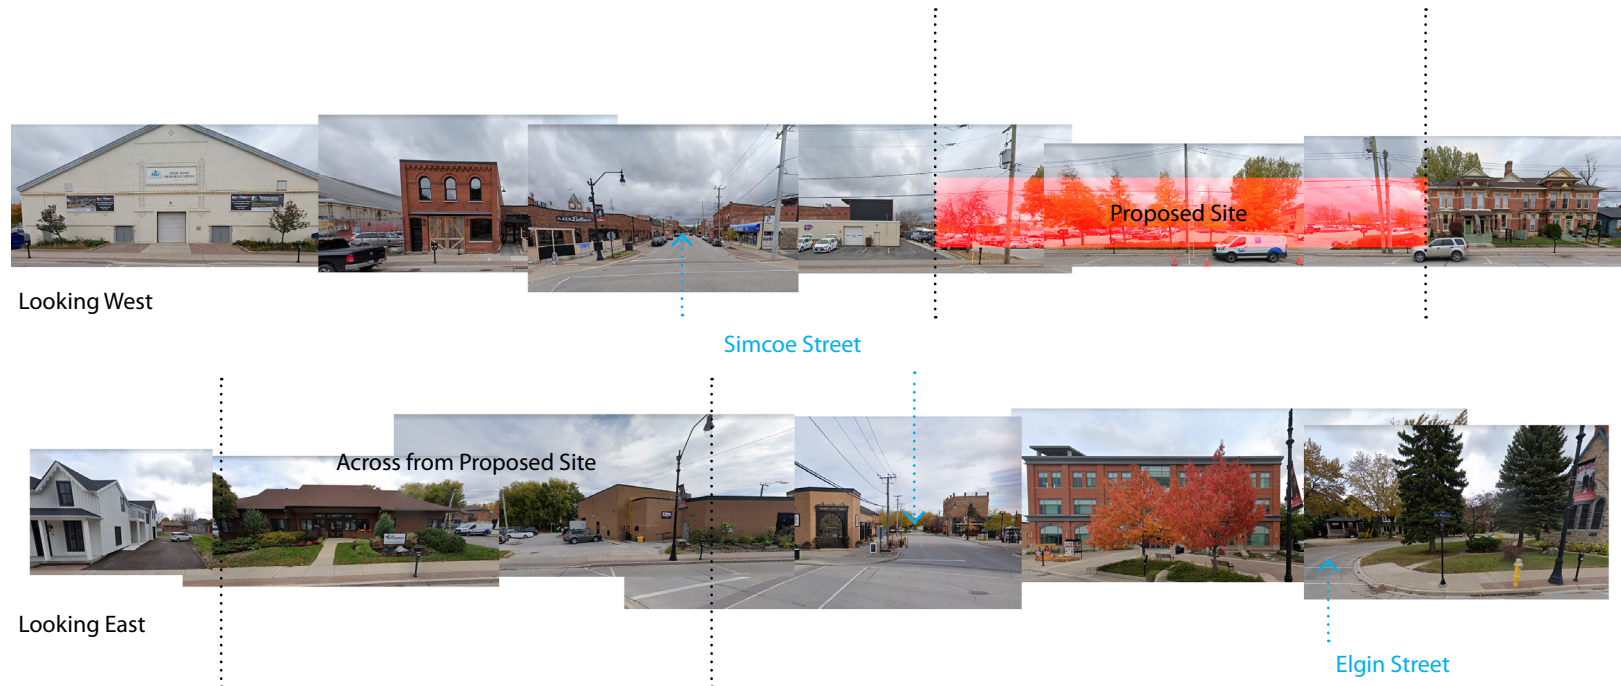 Proposed Site
Looking West
Simcoe Street
Across from Proposed Site
Looking East
Elgin Street